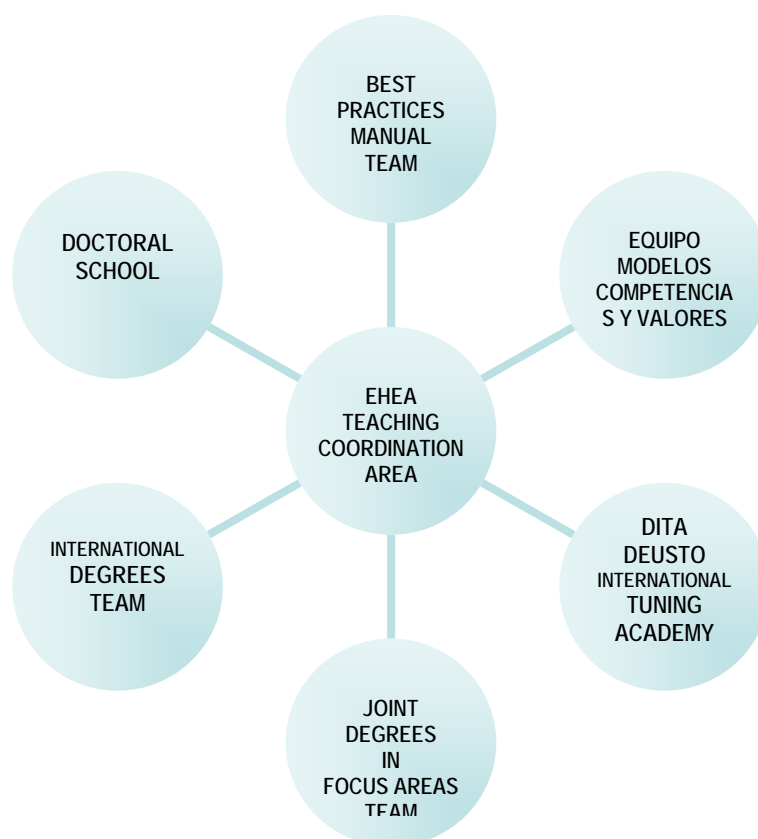 BEST
PRACTICES
MANUAL
TEAM
DOCTORAL
SCHOOL
EQUIPO
MODELOS
COMPETENCIA
S Y VALORES
EHEA
TEACHING
COORDINATION
AREA
INTERNATIONAL
DEGREES
TEAM
DITA
DEUSTO
INTERNATIONAL
TUNING
ACADEMY
JOINT
DEGREES
IN
FOCUS AREAS
TEAM